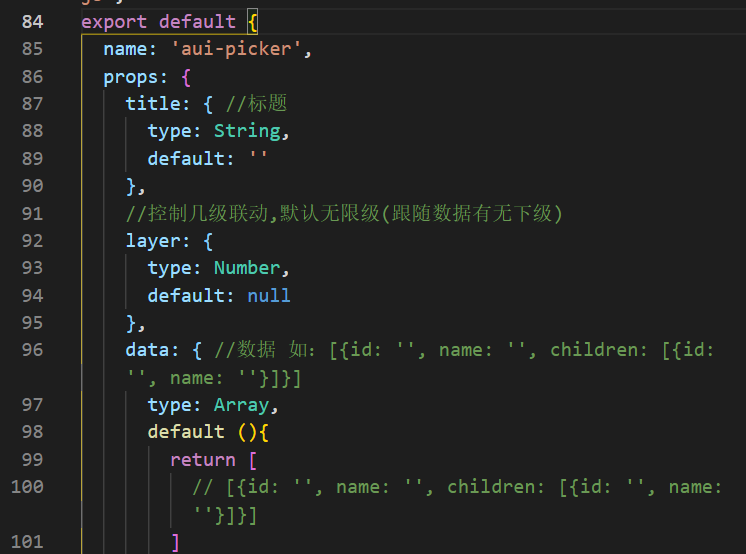 84 export default {
85 name: 'aui-picker',
86 props: {
87 title: { //标题
88 type: String,
89 default: ''
90 },
91 //控制几级联动,默认无限级(跟随数据有无下级)
92 layer: {
93 type: Number,
94 default: null
95 },
96 data: { //数据 如：[{id: '', name: '', children: [{id:
'', name: ''}]}]
97 type: Array,
98 default (){
99 return [
100 // [{id: '', name: '', children: [{id: '', name:
''}]}]
101 ]